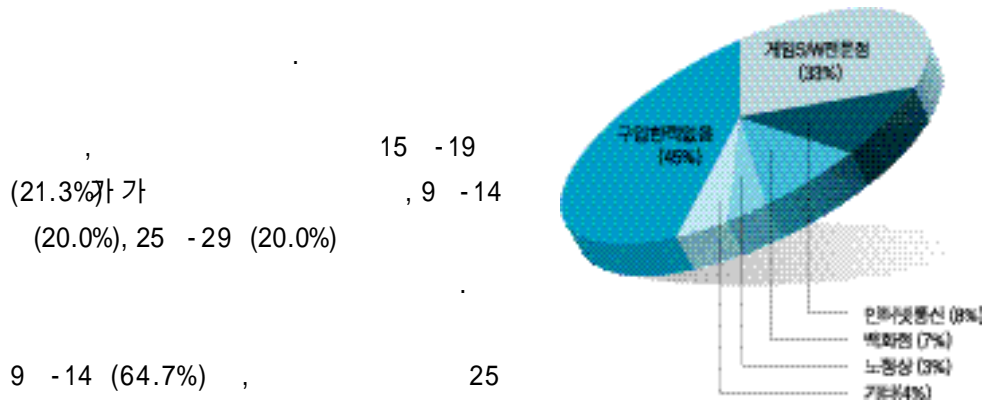 .
, 15 -19
(21.3%)가 가 , 9 -14
(20.0%), 25 -29 (20.0%)
.
9 -14 (64.7%) , 25
게임S/W전문점
(33%)
구입한적없음
(45%)
인터넷통신 (8%)
백화점 (7%)
노점상 (3%)
기타(4%)